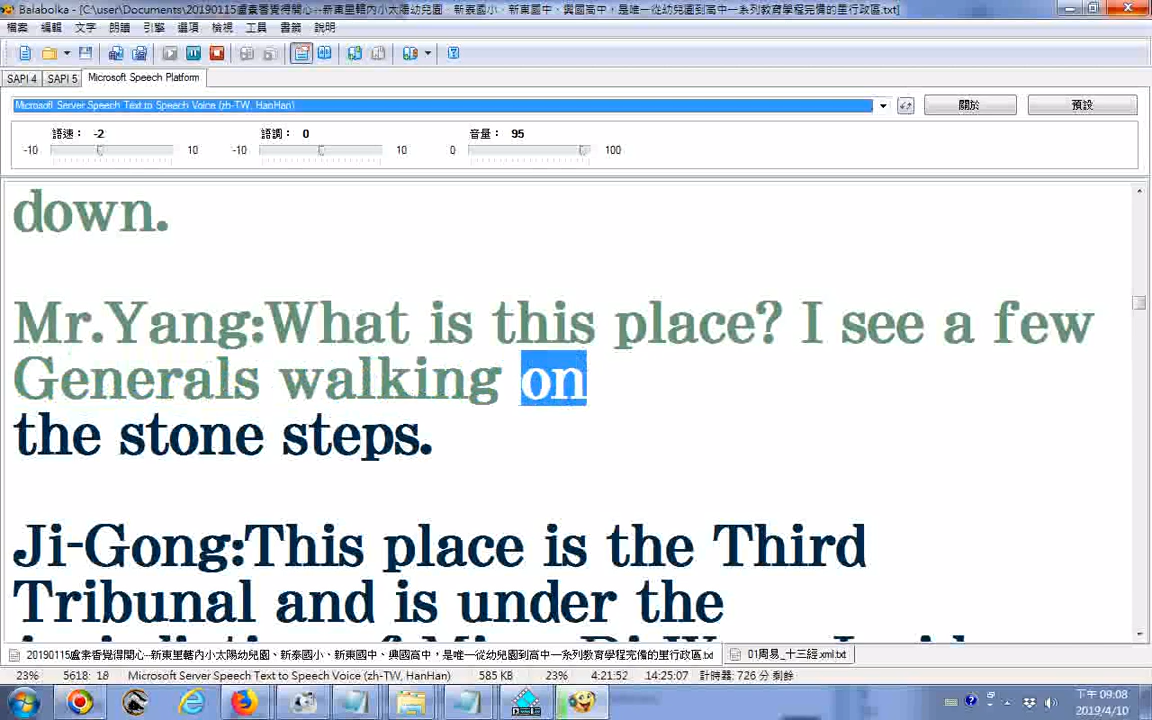 Balabolka - [C:\user\Documents\20190115盧素香覺得開心--新東里轄內小太陽幼兒園、新泰國小、新東國中、興國高中，是唯一從幼兒園到高中一系列教育學程完備的里行政區.txt]
檔案 編輯 文字 朗讀 引擎 選項 檢視 工具 書籤 說明
SAPI 4 SAPI 5 Microsoft Speech Platform
Microsoft Server Speech Text to Speech Voice (zh-TW, HanHan) 關於 預設
語速： -2 語調： 0 音量： 95
-10 10 -10 10 0 100
down.
Mr.Yang:What is this place? I see a few
Generals walking on
the stone steps.
Ji-Gong:This place is the Third
Tribunal and is under the
20190115盧素香覺得開心--新東里轄內小太陽幼兒園、新泰國小、新東國中、興國高中，是唯一從幼兒園到高中一系列教育學程完備的里行政區.txt 01周易_十三經.xml.txt
23% 5618: 18 Microsoft Server Speech Text to Speech Voice (zh-TW, HanHan) 585 KB 23% 4:21:52 14:25:07 計時器: 726 分 剩餘
下午 09:08
2019/4/10